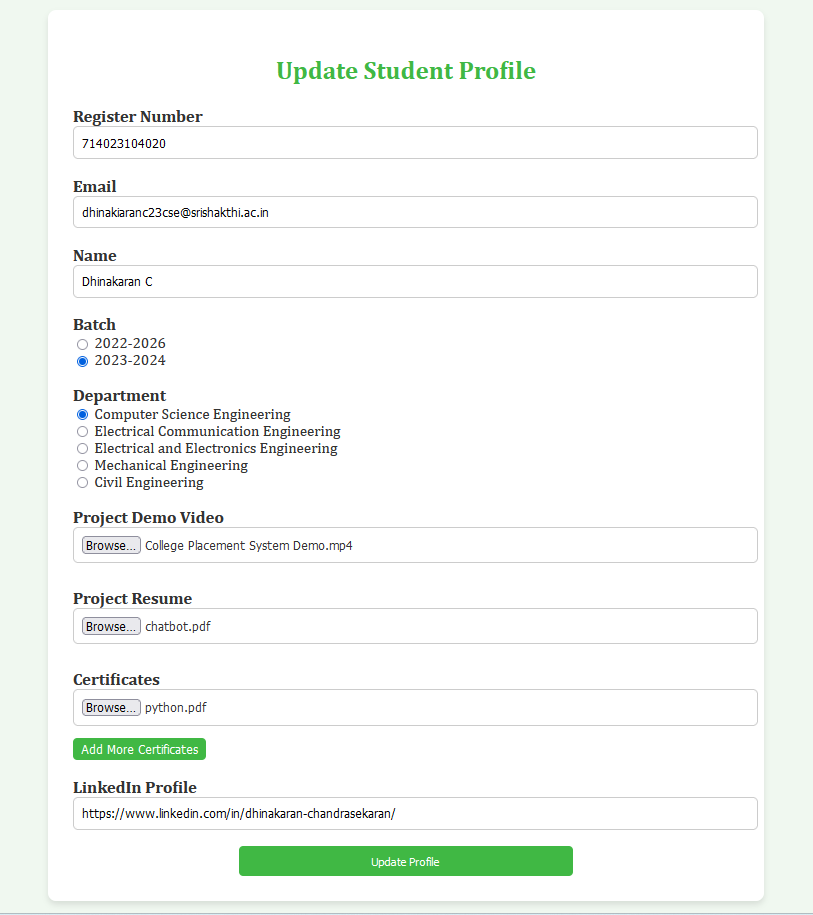 Update Student Profile
Register Number
714023104020
Email
dhinakiaranc23cse@srishakthi.ac.in
Name
Dhinakaran C
Batch
2022-2026
2023-2024
Department
Computer Science Engineering
Electrical Communication Engineering
Electrical and Electronics Engineering
Mechanical Engineering
Civil Engineering
Project Demo Video
Browse... College Placement System Demo.mp4
Project Resume
Browse... chatbot.pdf
Certificates
Browse... python.pdf
Add More Certificates
LinkedIn Profile
https://www.linkedin.com/in/dhinakaran-chandrasekaran/
Update Profile